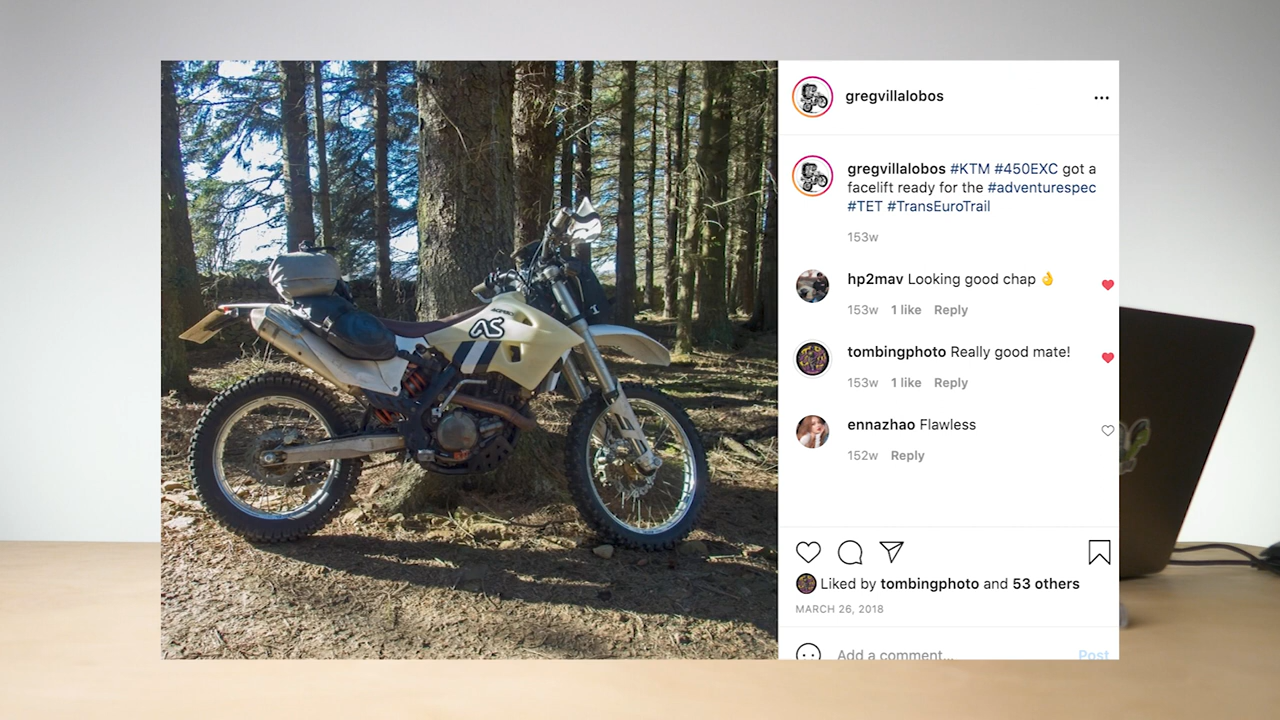 gregvillalobos
gregvillalobos #KTM #450EXC got a
facelift ready for the #adventurespec
#TET #TransEuroTrail
153w
hp2mav Looking good chap 👌
153w 1 like Reply
tombingphoto Really good mate!
153w 1 like Reply
ennazhao Flawless
152w Reply
Liked by tombingphoto and 53 others
MARCH 26, 2018
Add a comment...
Post
AS